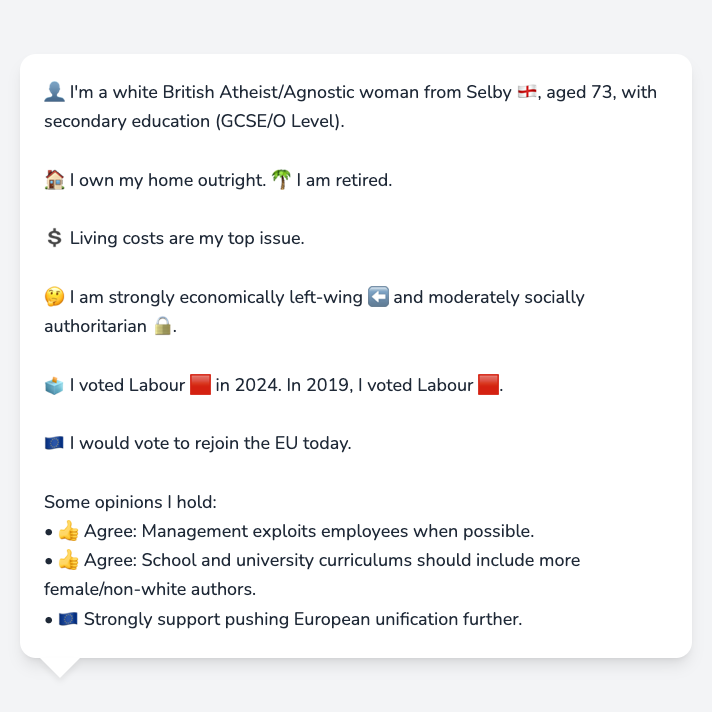 👤 I'm a white British Atheist/Agnostic woman from Selby 🏴󠁧󠁢󠁥󠁮󠁧󠁿, aged 73, with
secondary education (GCSE/O Level).
🏠 I own my home outright. 🌴 I am retired.
💲 Living costs are my top issue.
🤔 I am strongly economically left-wing ⬅️ and moderately socially
authoritarian 🔒.
🗳️ I voted Labour 🟥 in 2024. In 2019, I voted Labour 🟥.
🇪🇺 I would vote to rejoin the EU today.
Some opinions I hold:
• 👍 Agree: Management exploits employees when possible.
• 👍 Agree: School and university curriculums should include more
female/non-white authors.
• 🇪🇺 Strongly support pushing European unification further.